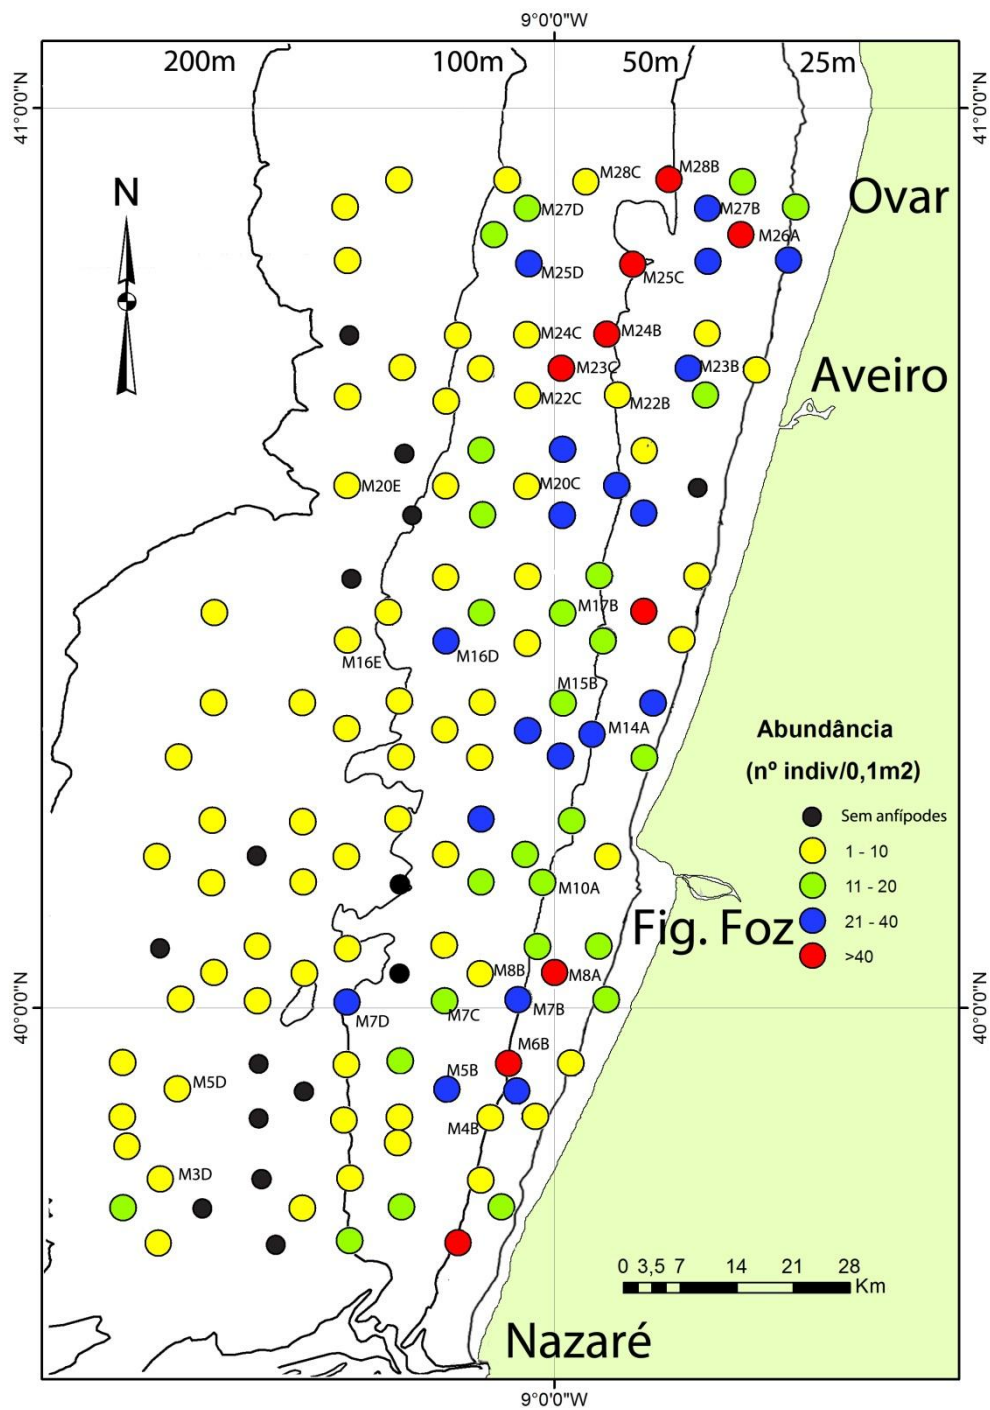 9°0'0"W
200m 100m 50m 25m
41°0'0"N 41°0'0"N
N
M28C M28B
Ovar
M27D M27B
M26A
M25D M25C
M24C M24B
M23C M23B
Aveiro
M22C M22B
M20E M20C
M17B
M16E M16D
M15B
M14A
Abundância
(nº indiv/0,1m2)
Sem anfípodes
1 - 10
11 - 20
21 - 40
>40
M10A
Fig. Foz
M8B M8A
40°0'0"N 40°0'0"N
M7D M7C M7B
M6B
M5D M5B
M4B
M3D
0 3,5 7 14 21 28
Km
Nazaré
9°0'0"W